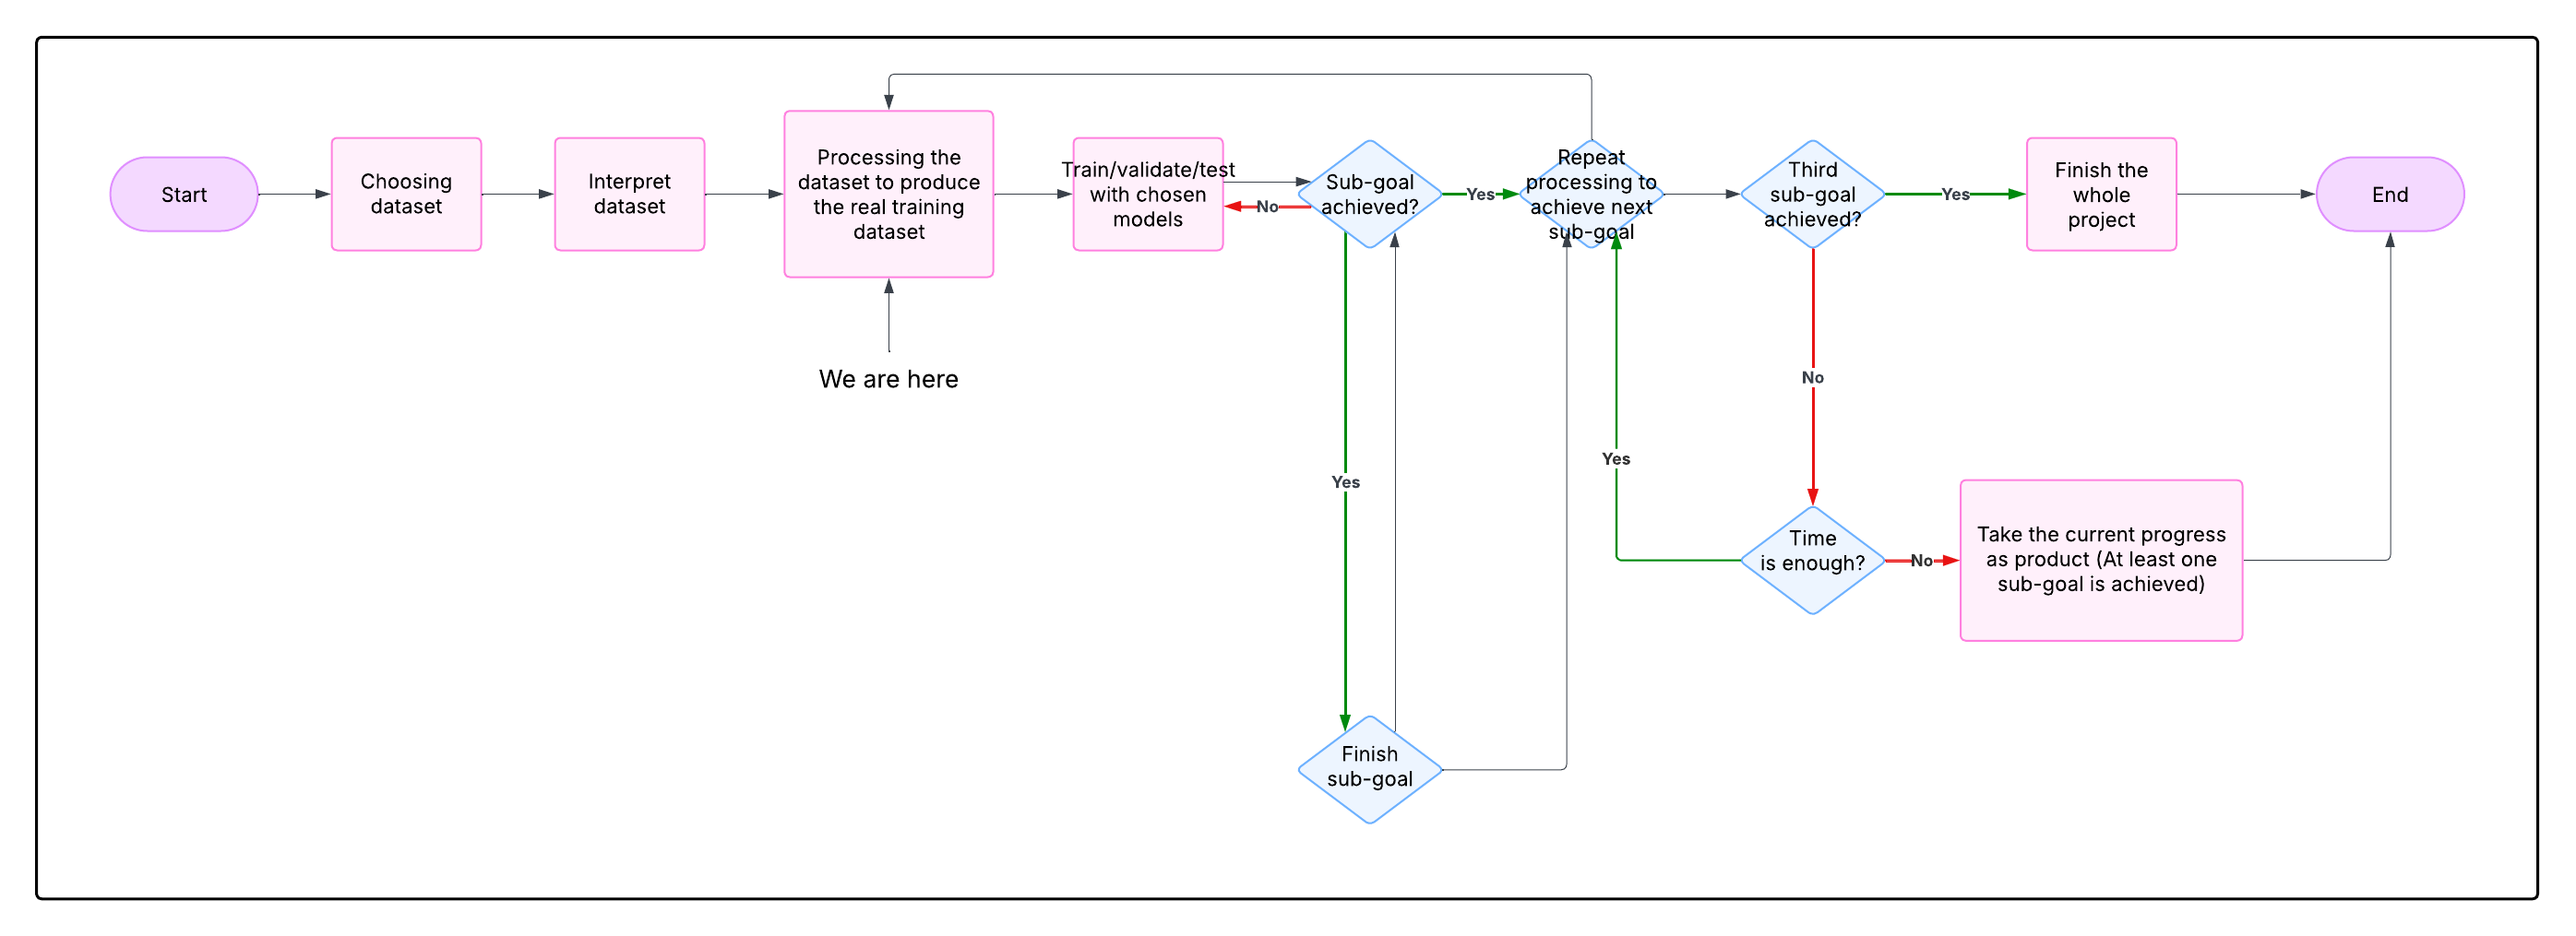 Start
Choosing
dataset
Interpret
dataset
Processing the
dataset to produce
the real training
dataset
We are here
Train/validate/test
with chosen
models
No
Sub-goal
achieved?
Yes
Yes
Finish
sub-goal
Repeat
processing to
achieve next
sub-goal
Yes
Third
sub-goal
achieved?
No
Time
is enough?
Yes
No
Finish the
whole
project
Take the current progress
as product (At least one
sub-goal is achieved)
End